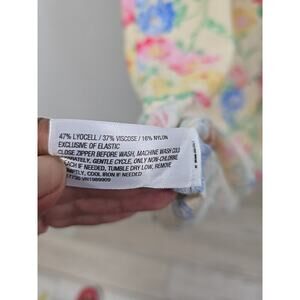 47% LYOCELL / 37% VISCOSE / 16% NYLON
EXCLUSIVE OF ELASTIC
CLOSE ZIPPER BEFORE WASH, MACHINE WASH COLD
SEPARATELY, GENTLE CYCLE, ONLY NON-CHLORINE
BLEACH IF NEEDED, TUMBLE DRY LOW, REMOVE
PROMPTLY, COOL IRON IF NEEDED